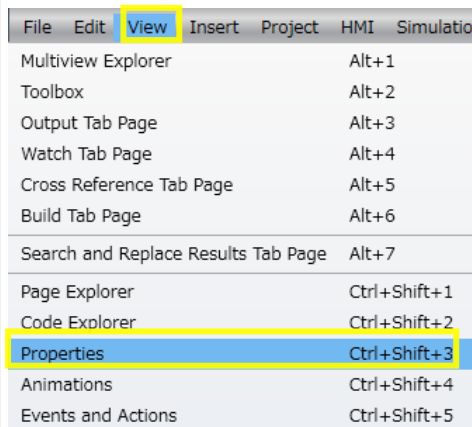 File Edit View Insert Project HMI Simulatio
Multiview Explorer Alt+1
Toolbox Alt+2
Output Tab Page Alt+3
Watch Tab Page Alt+4
Cross Reference Tab Page Alt+5
Build Tab Page Alt+6
Search and Replace Results Tab Page Alt+7
Page Explorer Ctrl+Shift+1
Code Explorer Ctrl+Shift+2
Properties Ctrl+Shift+3
Animations Ctrl+Shift+4
Events and Actions Ctrl+Shift+5